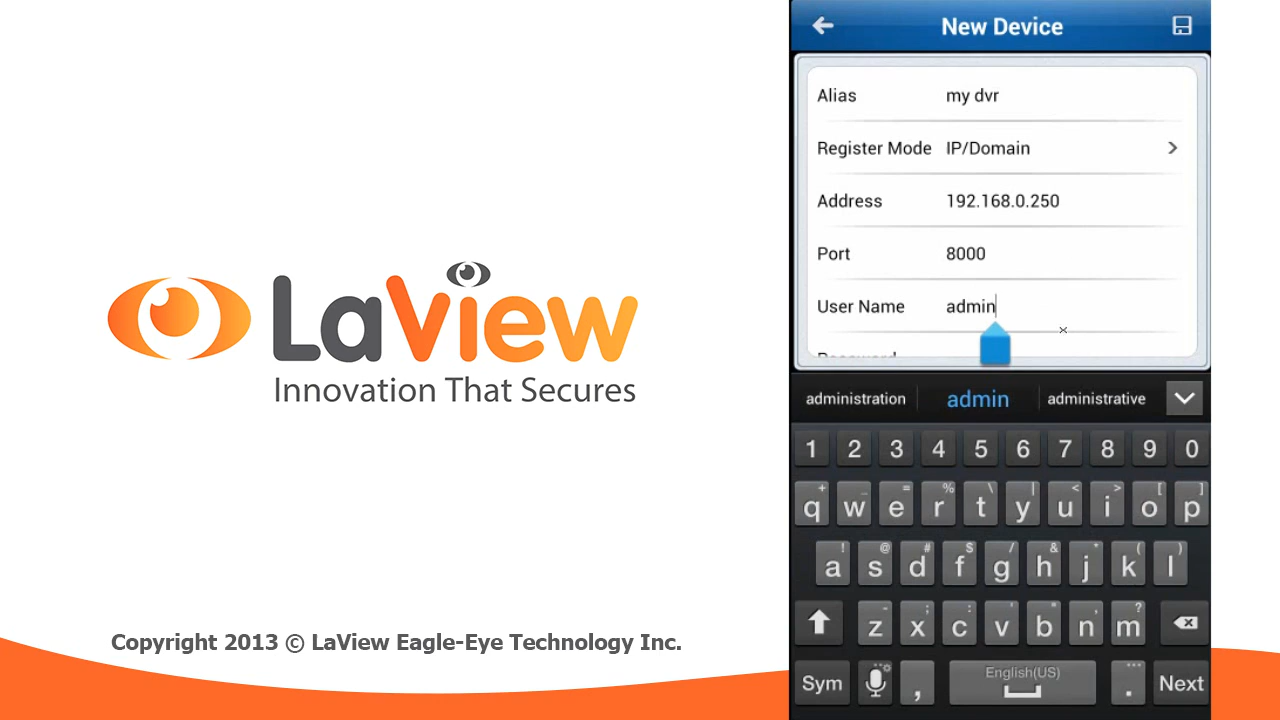 LaView
Innovation That Secures
Copyright 2013 © LaView Eagle-Eye Technology Inc.
New Device
Alias my dvr
Register Mode IP/Domain
Address 192.168.0.250
Port 8000
User Name admin
Password
administration admin administrative
1 2 3 4 5 6 7 8 9 0
+ _ = % \ | < > [ ]
q w e r t y u i o p
! @ # $ / & * ( )
a s d f g h j k l
- ; : ' " , ?
z x c v b n m
English(US)
Sym , . Next